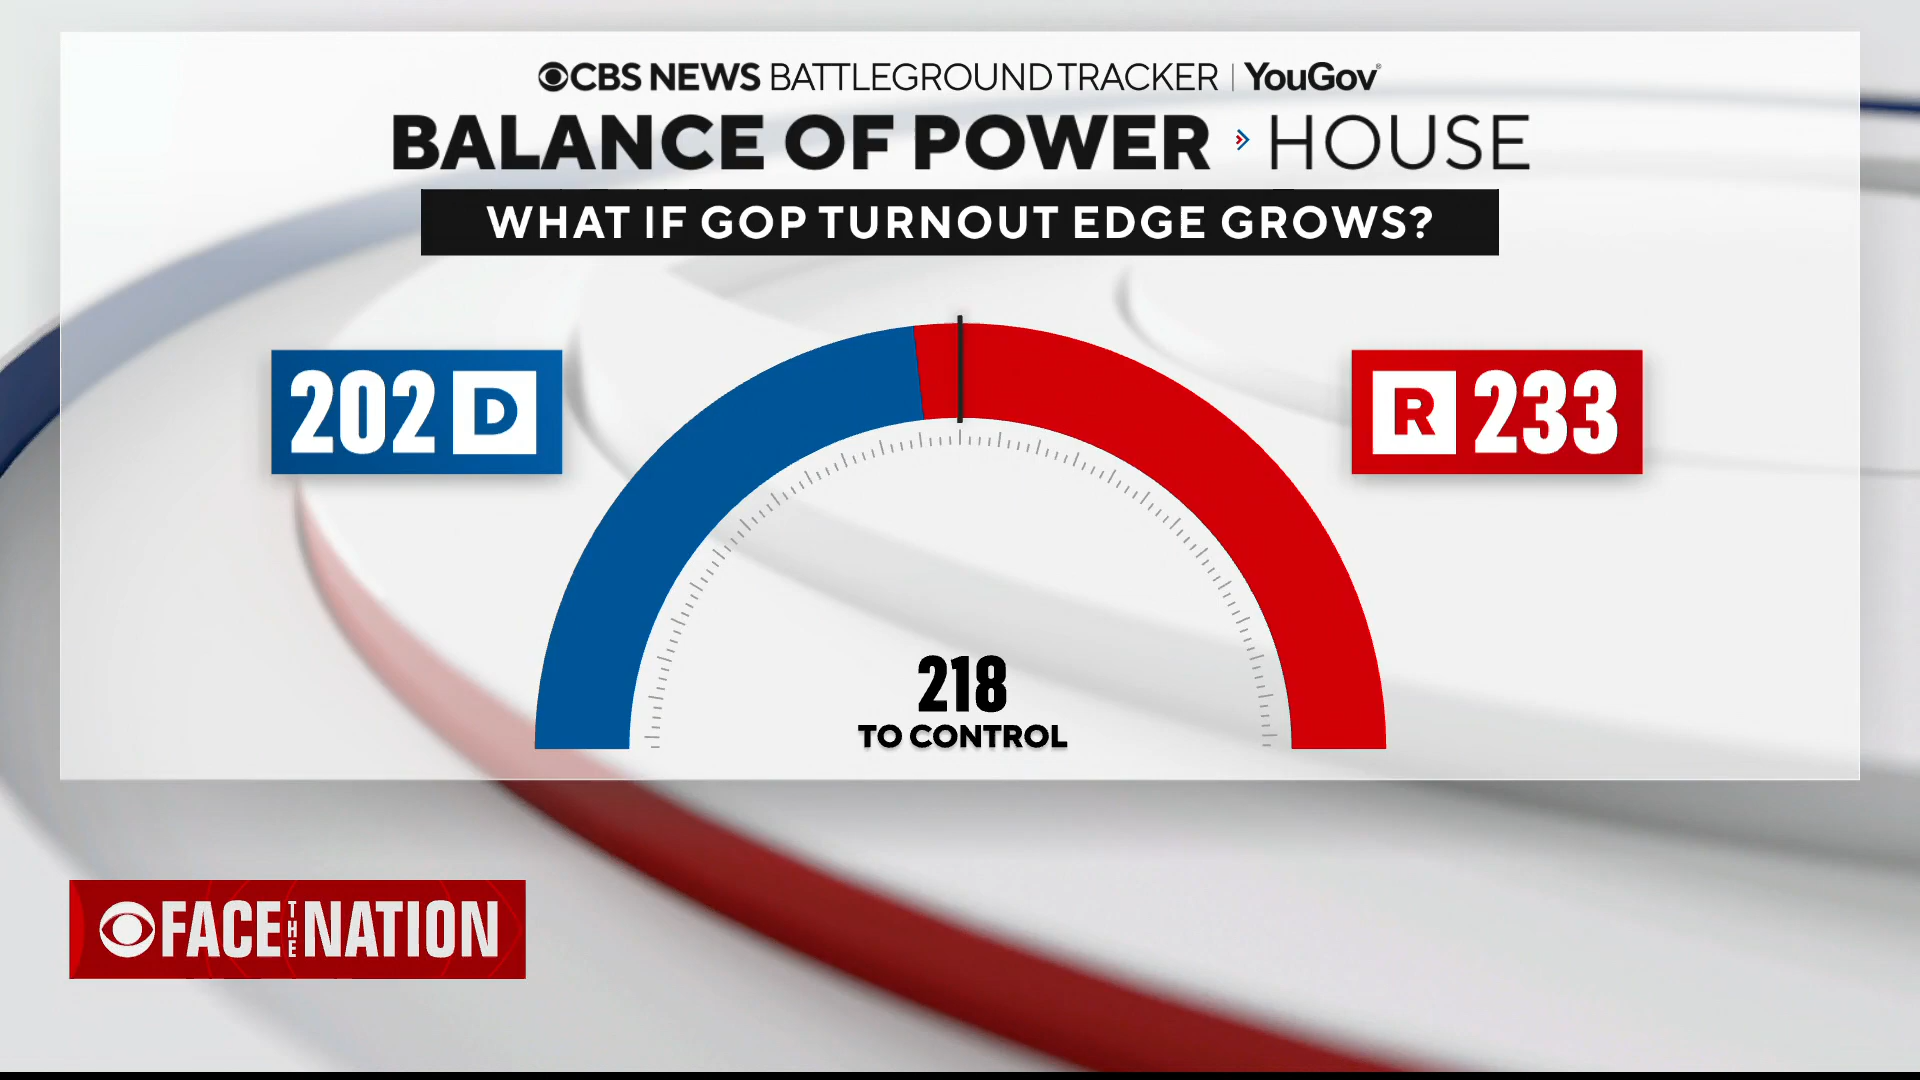 CBS NEWS BATTLEGROUND TRACKER | YouGov®
BALANCE OF POWER HOUSE
WHAT IF GOP TURNOUT EDGE GROWS?
202 D
R 233
218
TO CONTROL
FACE THE NATION